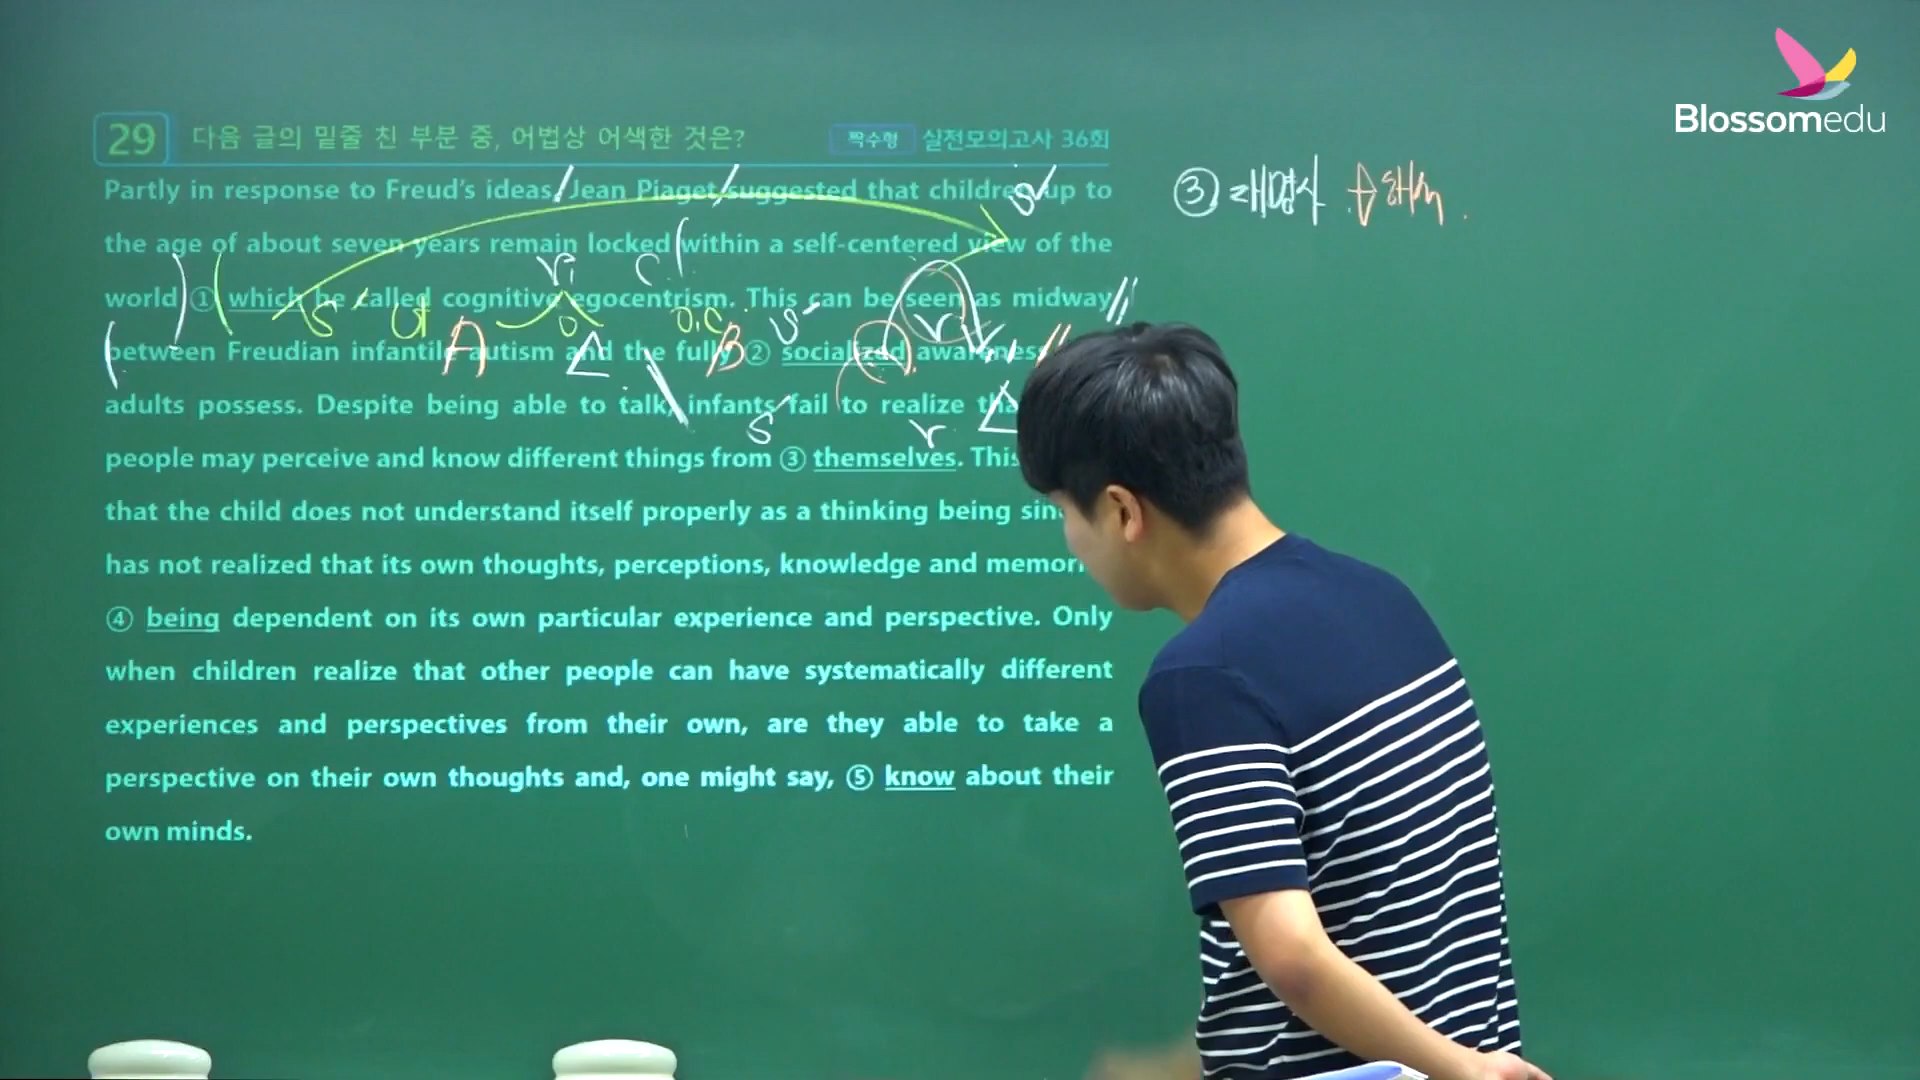 Blossomedu
29 다음 글의 밑줄 친 부분 중, 어법상 어색한 것은? 짝수형 실전모의고사 36회
Partly in response to Freud's ideas, Jean Piaget suggested that children up to
the age of about seven years remain locked within a self-centered view of the
world ① which he called cognitive egocentrism. This can be seen as midway
between Freudian infantile autism and the fully ② socialized awareness
adults possess. Despite being able to talk, infants fail to realize
people may perceive and know different things from ③ themselves. This
that the child does not understand itself properly as a thinking being
has not realized that its own thoughts, perceptions, knowledge and
④ being dependent on its own particular experience and perspective. Only
when children realize that other people can have systematically different
experiences and perspectives from their own, are they able to take a
perspective on their own thoughts and, one might say, ⑤ know about their
own minds.
③ 재명사
A
B